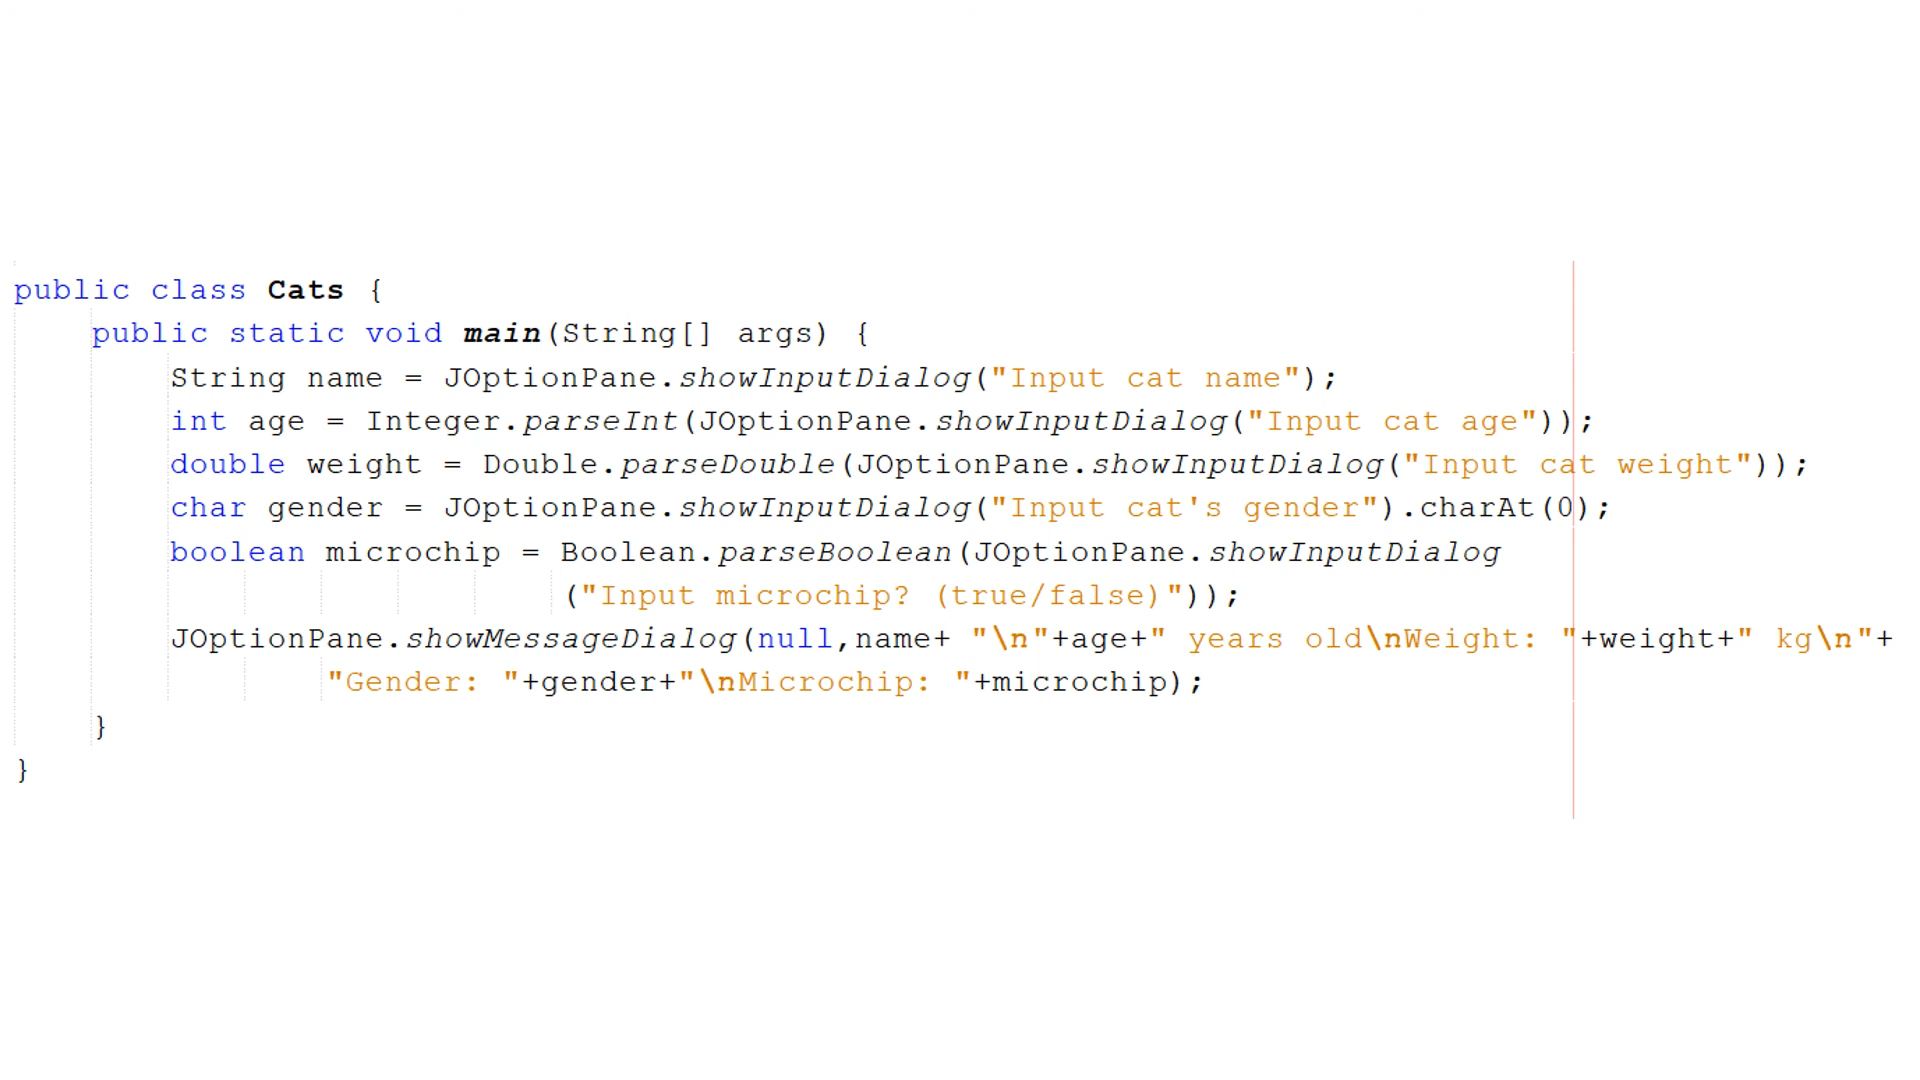 public class Cats {
public static void main(String[] args) {
String name = JOptionPane.showInputDialog("Input cat name");
int age = Integer.parseInt(JOptionPane.showInputDialog("Input cat age"));
double weight = Double.parseDouble(JOptionPane.showInputDialog("Input cat weight"));
char gender = JOptionPane.showInputDialog("Input cat's gender").charAt(0);
boolean microchip = Boolean.parseBoolean(JOptionPane.showInputDialog
("Input microchip? (true/false)"));
JOptionPane.showMessageDialog(null,name+ "\n"+age+" years old\nWeight: "+weight+" kg\n"+
"Gender: "+gender+"\nMicrochip: "+microchip);
}
}